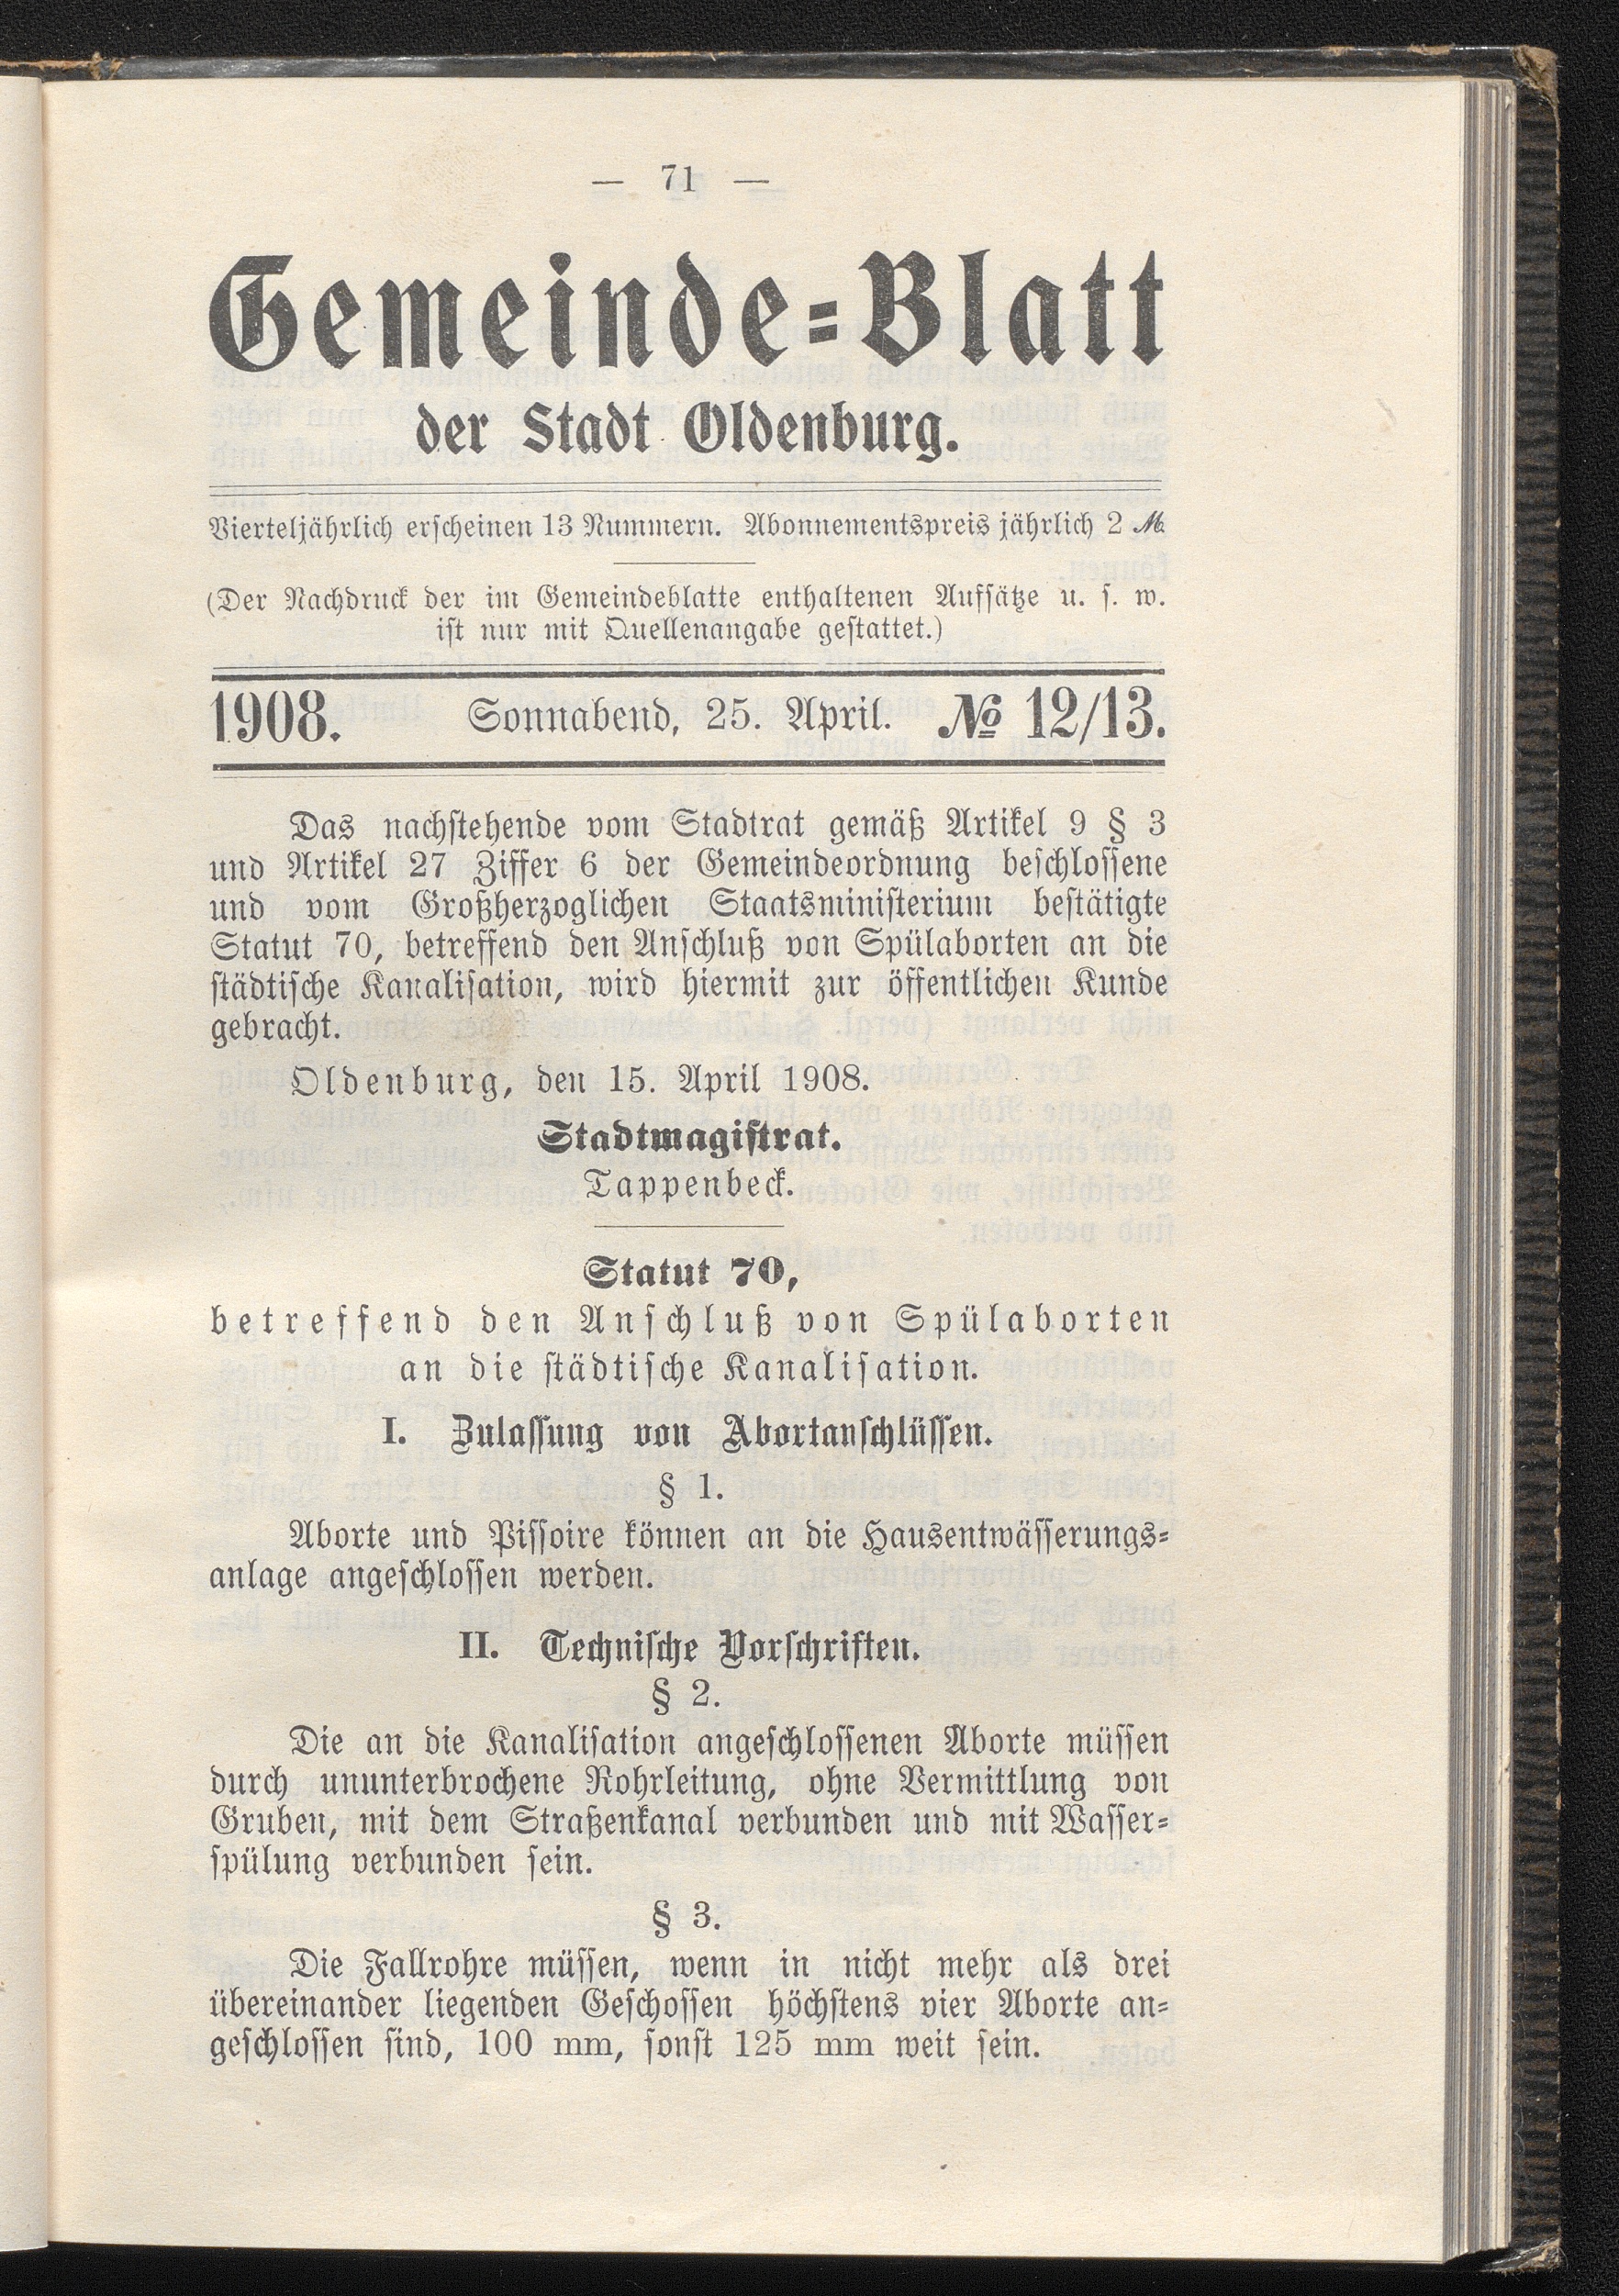 — 71 —
Gemeinde-Blatt
der Stadt Oldenburg.
Vierteljährlich erscheinen 13 Nummern. Abonnementspreis jährlich 2 ℳ.
(Der Nachdruck der im Gemeindeblatte enthaltenen Aufsätze u. s. w.
ist nur mit Quellenangabe gestattet.)
1908. Sonnabend, 25. April. № 12/13.
Das nachstehende vom Stadtrat gemäß Artikel 9 § 3
und Artikel 27 Ziffer 6 der Gemeindeordnung beschlossene
und vom Großherzoglichen Staatsministerium bestätigte
Statut 70, betreffend den Anschluß von Spülaborten an die
städtische Kanalisation, wird hiermit zur öffentlichen Kunde
gebracht.
Oldenburg, den 15. April 1908.
Stadtmagistrat.
Tappenbeck.
Statut 70,
betreffend den Anschluß von Spülaborten
an die städtische Kanalisation.
I. Zulassung von Abortanschlüssen.
§ 1.
Aborte und Pissoire können an die Hausentwässerungs-
anlage angeschlossen werden.
II. Technische Vorschriften.
§ 2.
Die an die Kanalisation angeschlossenen Aborte müssen
durch ununterbrochene Rohrleitung, ohne Vermittlung von
Gruben, mit dem Straßenkanal verbunden und mit Wasser-
spülung verbunden sein.
§ 3.
Die Fallrohre müssen, wenn in nicht mehr als drei
übereinander liegenden Geschossen höchstens vier Aborte an-
geschlossen sind, 100 mm, sonst 125 mm weit sein.